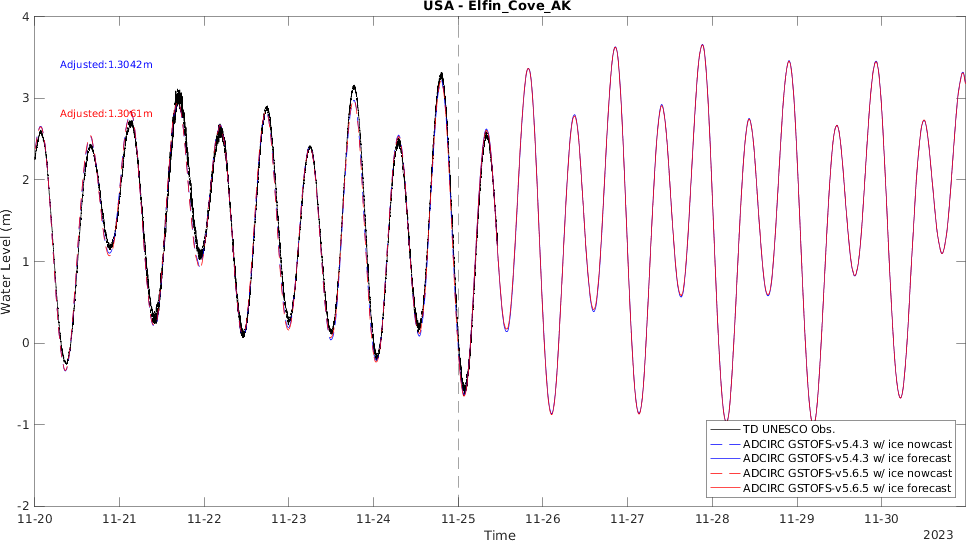 USA - Elfin_Cove_AK
Adjusted:1.3042m
Adjusted:1.3061m
Water Level (m)
4
3
2
1
0
-1
-2
11-20 11-21 11-22 11-23 11-24 11-25 11-26 11-27 11-28 11-29 11-30
Time
2023
TD UNESCO Obs.
ADCIRC GSTOFS-v5.4.3 w/ ice nowcast
ADCIRC GSTOFS-v5.4.3 w/ ice forecast
ADCIRC GSTOFS-v5.6.5 w/ ice nowcast
ADCIRC GSTOFS-v5.6.5 w/ ice forecast